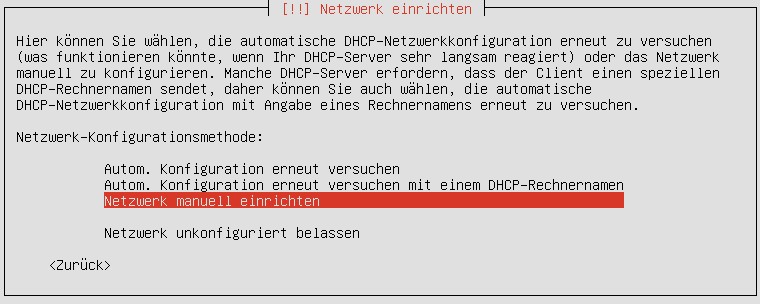 [!!] Netzwerk einrichten
Hier können Sie wählen, die automatische DHCP-Netzwerkkonfiguration erneut zu versuchen
(was funktionieren könnte, wenn Ihr DHCP-Server sehr langsam reagiert) oder das Netzwerk
manuell zu konfigurieren. Manche DHCP-Server erfordern, dass der Client einen speziellen
DHCP-Rechnernamen sendet, daher können Sie auch wählen, die automatische
DHCP-Netzwerkkonfiguration mit Angabe eines Rechnernamens erneut zu versuchen.
Netzwerk-Konfigurationsmethode:
Autom. Konfiguration erneut versuchen
Autom. Konfiguration erneut versuchen mit einem DHCP-Rechnernamen
Netzwerk manuell einrichten
Netzwerk unkonfiguriert belassen
<Zurück>